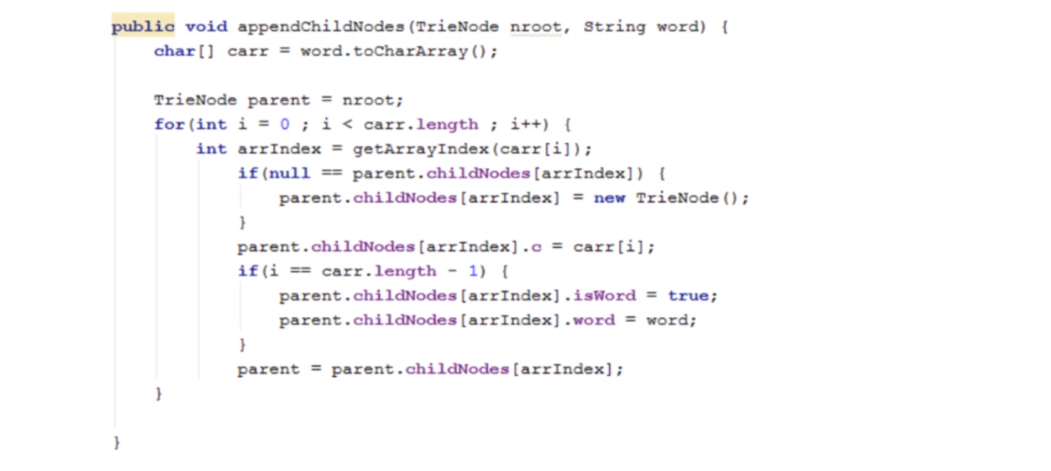 public void appendChildNodes(TrieNode nroot, String word) {
char[] carr = word.toCharArray();
TrieNode parent = nroot;
for(int i = 0 ; i < carr.length ; i++) {
int arrIndex = getArrayIndex(carr[i]);
if(null == parent.childNodes[arrIndex]) {
parent.childNodes[arrIndex] = new TrieNode();
}
parent.childNodes[arrIndex].c = carr[i];
if(i == carr.length - 1) {
parent.childNodes[arrIndex].isWord = true;
parent.childNodes[arrIndex].word = word;
}
parent = parent.childNodes[arrIndex];
}
}